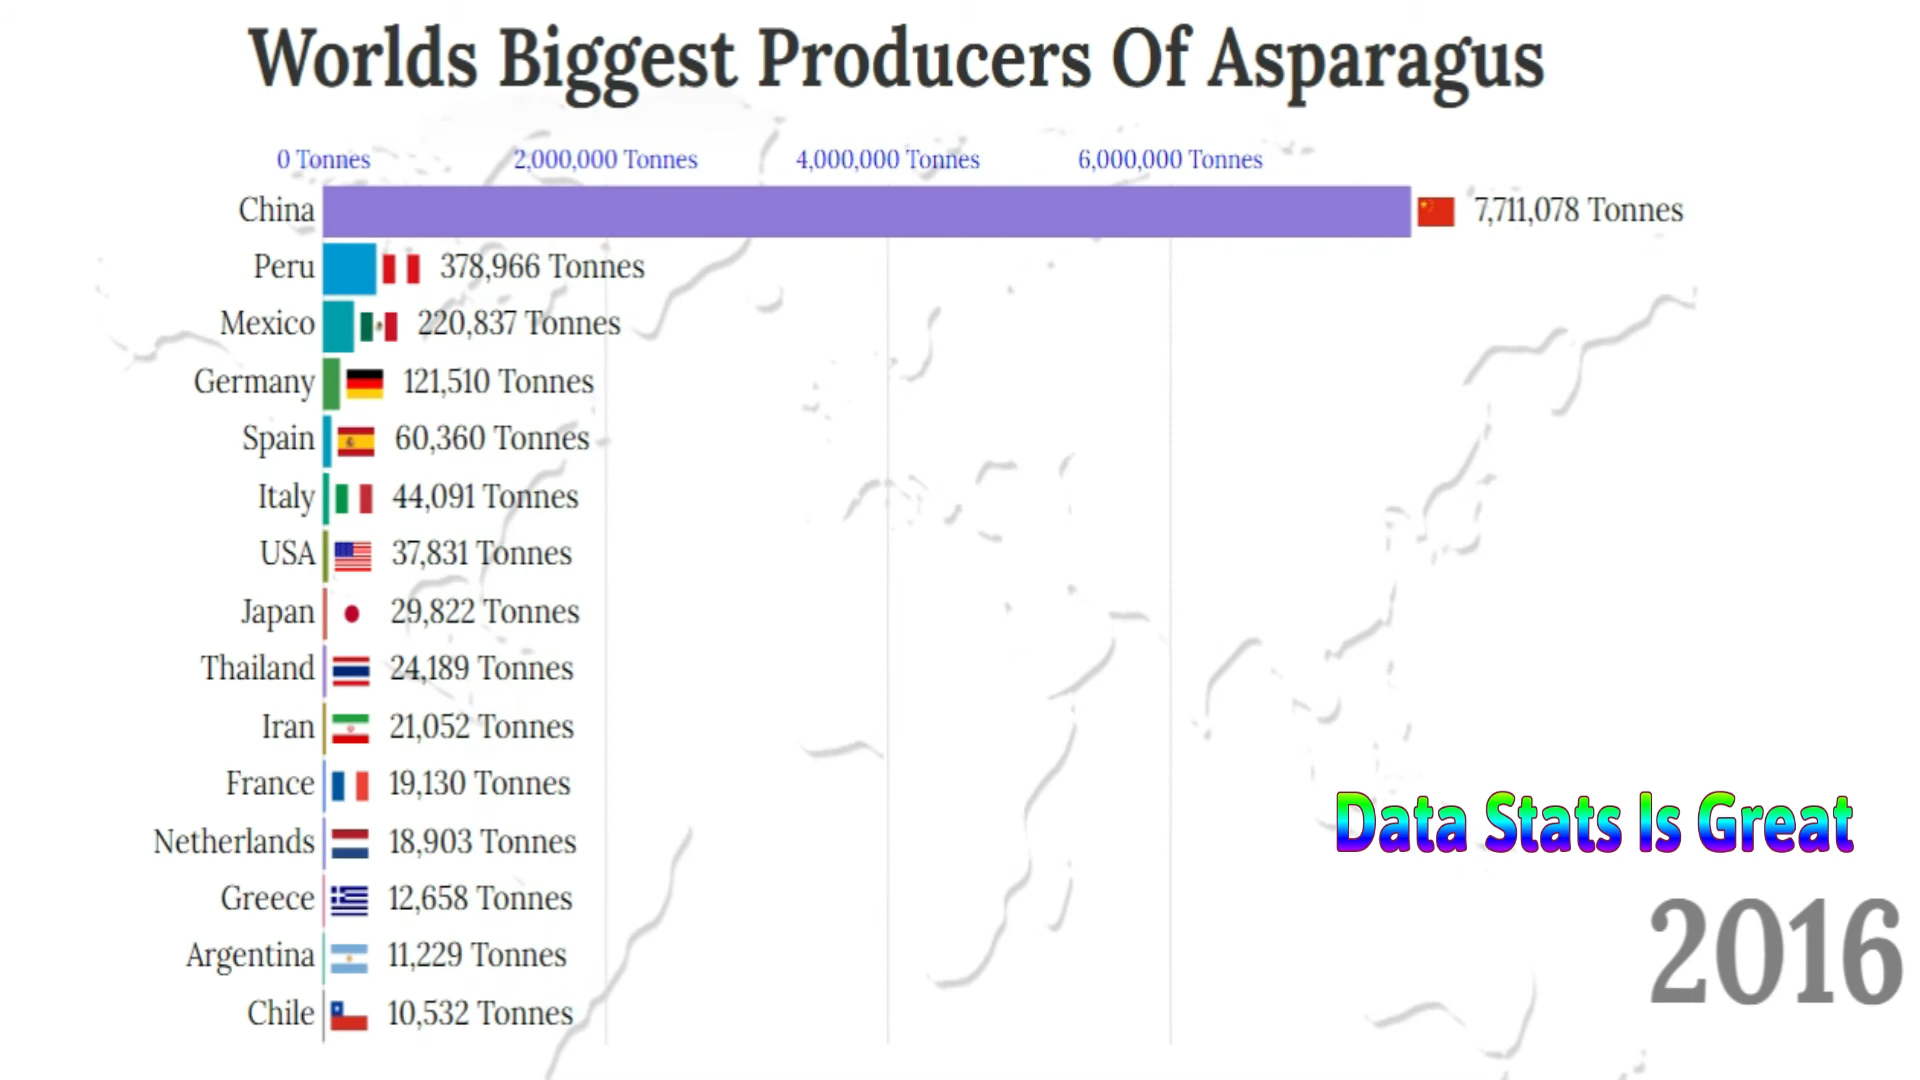 Worlds Biggest Producers Of Asparagus
0 Tonnes 2,000,000 Tonnes 4,000,000 Tonnes 6,000,000 Tonnes
China 7,711,078 Tonnes
Peru 378,966 Tonnes
Mexico 220,837 Tonnes
Germany 121,510 Tonnes
Spain 60,360 Tonnes
Italy 44,091 Tonnes
USA 37,831 Tonnes
Japan 29,822 Tonnes
Thailand 24,189 Tonnes
Iran 21,052 Tonnes
France 19,130 Tonnes
Netherlands 18,903 Tonnes
Greece 12,658 Tonnes
Argentina 11,229 Tonnes
Chile 10,532 Tonnes
Data Stats Is Great
2016